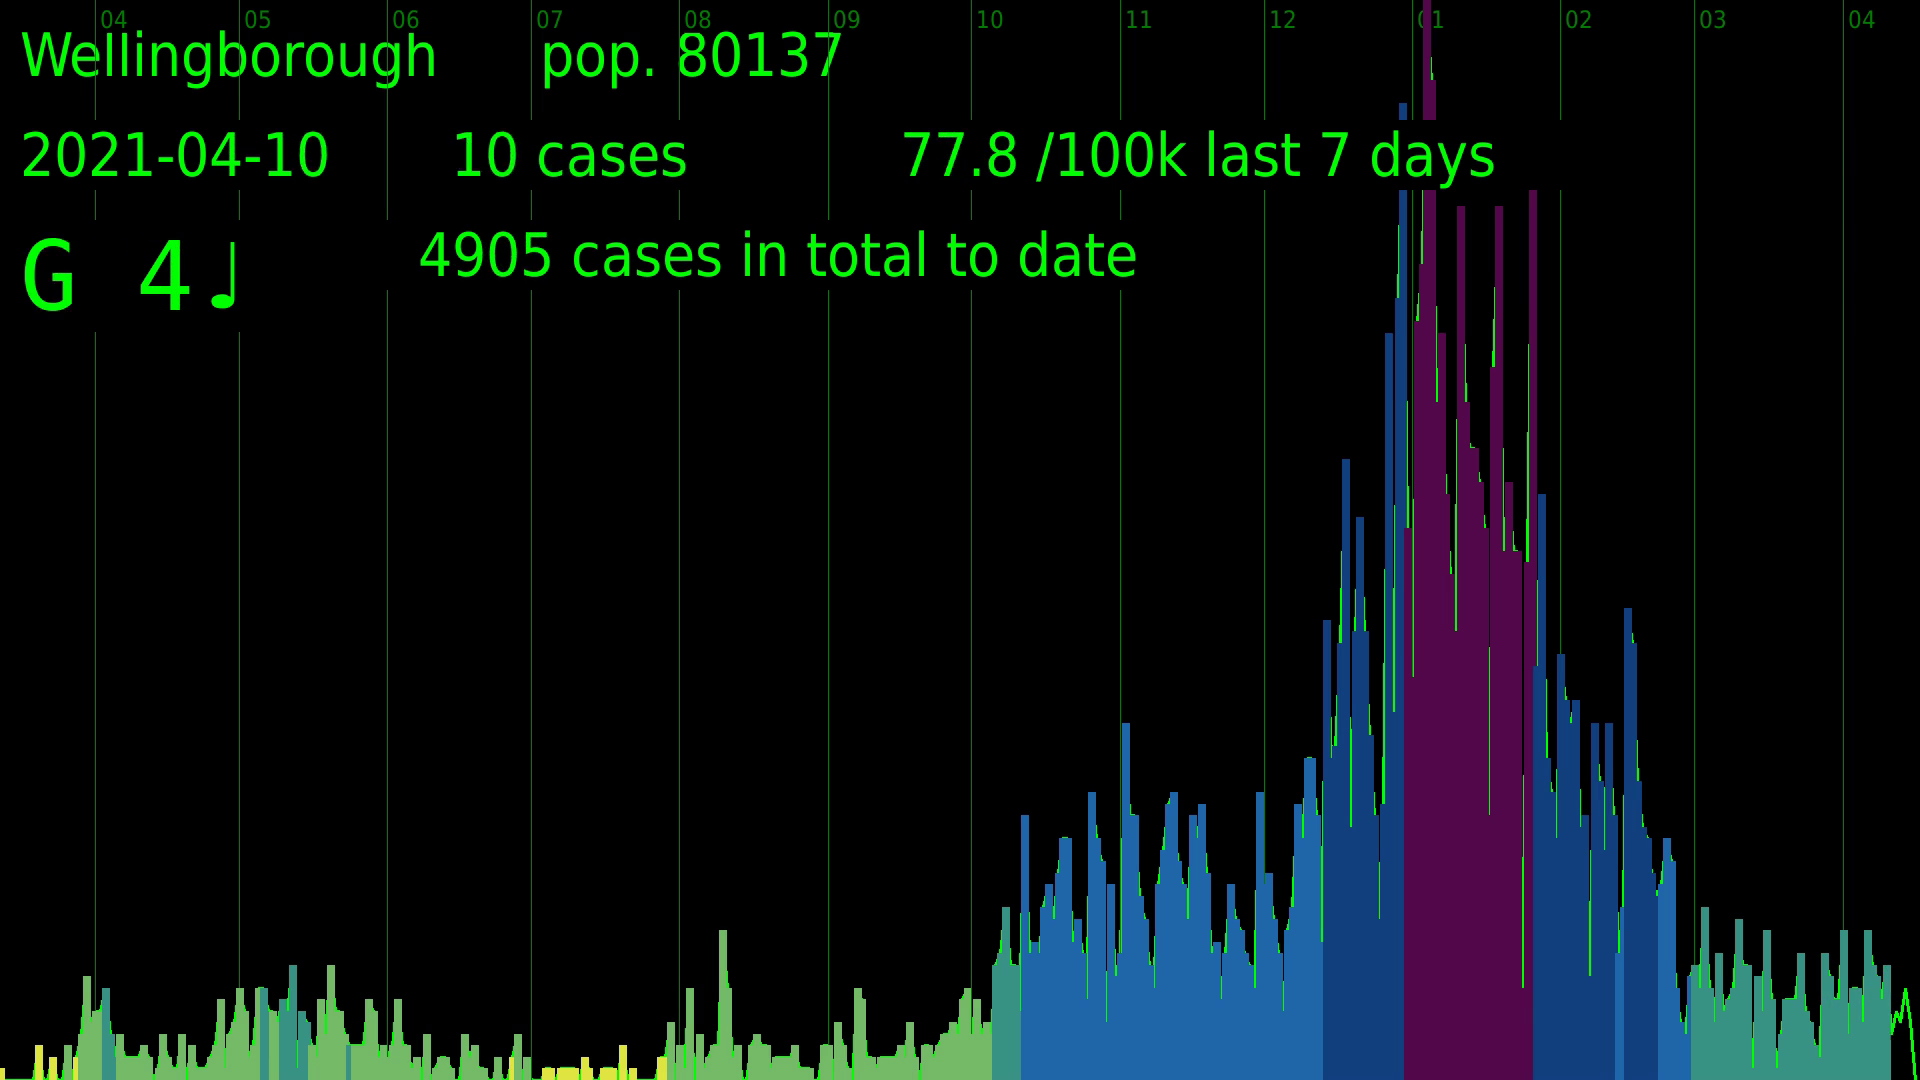 04 05 06 07 08 09 10 11 12 01 02 03 04
Wellingborough pop. 80137
2021-04-10 10 cases 77.8 /100k last 7 days
G 4♩ 4905 cases in total to date